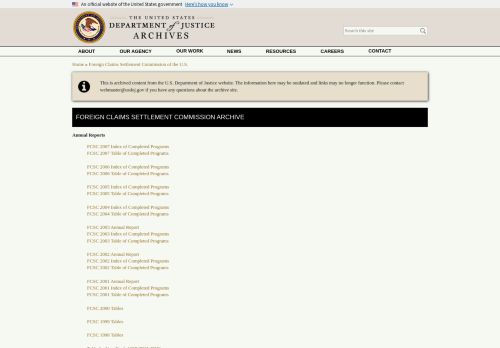 An official website of the United States government Here's how you know
THE UNITED STATES
DEPARTMENT of JUSTICE
ARCHIVES
Search this site
ABOUT OUR AGENCY OUR WORK NEWS RESOURCES CAREERS CONTACT
Home » Foreign Claims Settlement Commission of the U.S.
This is archived content from the U.S. Department of Justice website. The information here may be outdated and links may no longer function. Please contact
webmaster@usdoj.gov if you have any questions about the archive site.
FOREIGN CLAIMS SETTLEMENT COMMISSION ARCHIVE
Annual Reports
FCSC 2007 Index of Completed Programs
FCSC 2007 Table of Completed Programs
FCSC 2006 Index of Completed Programs
FCSC 2006 Table of Completed Programs
FCSC 2005 Index of Completed Programs
FCSC 2005 Table of Completed Programs
FCSC 2004 Index of Completed Programs
FCSC 2004 Table of Completed Programs
FCSC 2003 Annual Report
FCSC 2003 Index of Completed Programs
FCSC 2003 Table of Completed Programs
FCSC 2002 Annual Report
FCSC 2002 Index of Completed Programs
FCSC 2002 Table of Completed Programs
FCSC 2001 Annual Report
FCSC 2001 Index of Completed Programs
FCSC 2001 Table of Completed Programs
FCSC 2000 Tables
FCSC 1999 Tables
FCSC 1998 Tables